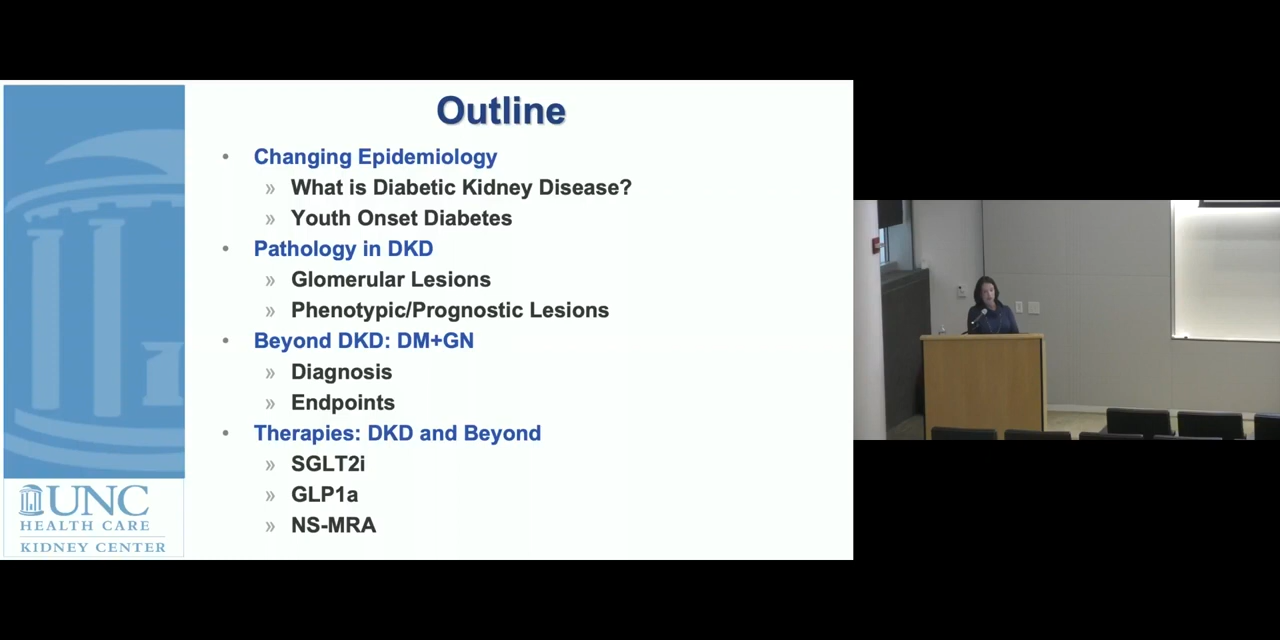 Outline
• Changing Epidemiology
» What is Diabetic Kidney Disease?
» Youth Onset Diabetes
• Pathology in DKD
» Glomerular Lesions
» Phenotypic/Prognostic Lesions
• Beyond DKD: DM+GN
» Diagnosis
» Endpoints
• Therapies: DKD and Beyond
» SGLT2i
» GLP1a
» NS-MRA
UNC
HEALTH CARE
KIDNEY CENTER